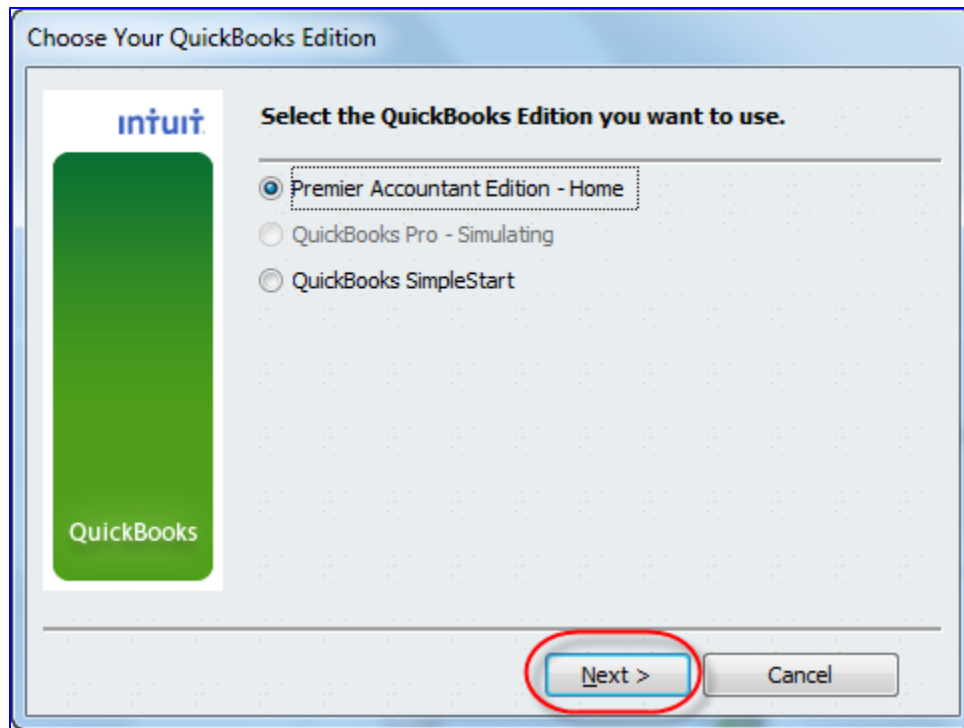 Choose Your QuickBooks Edition
intuit.
Select the QuickBooks Edition you want to use.
Premier Accountant Edition - Home
QuickBooks Pro - Simulating
QuickBooks SimpleStart
QuickBooks
Next >
Cancel